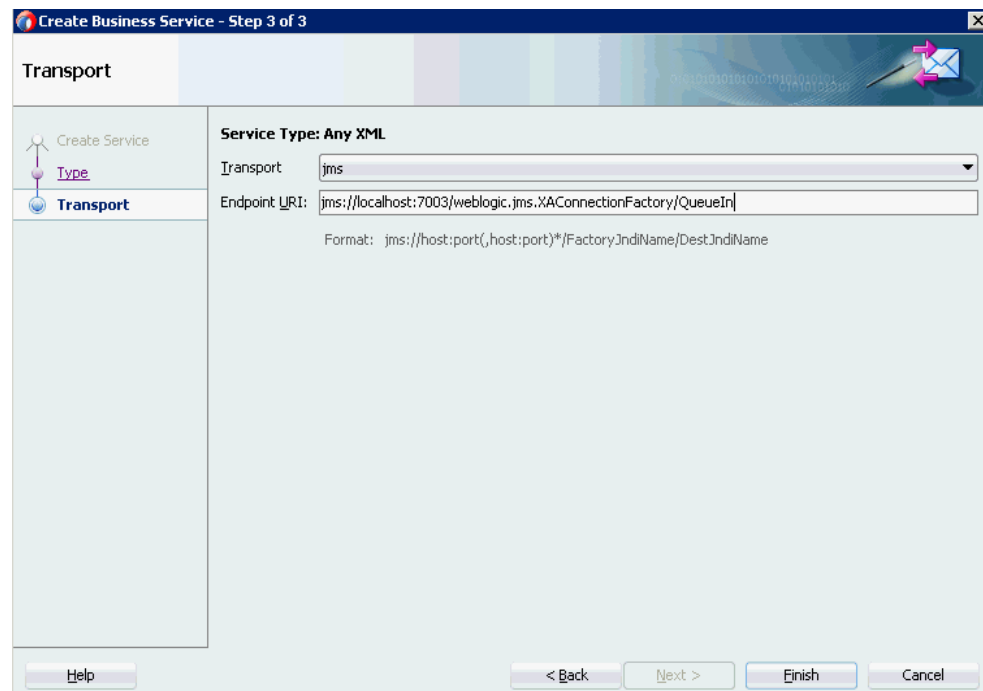 Create Business Service - Step 3 of 3
Transport
Create Service
Type
Transport
Service Type: Any XML
Transport jms
Endpoint URI: jms://localhost:7003/weblogic.jms.XAConnectionFactory/QueueIn
Format: jms://host:port(,host:port)*/FactoryJndiName/DestJndiName
Help < Back Next > Finish Cancel